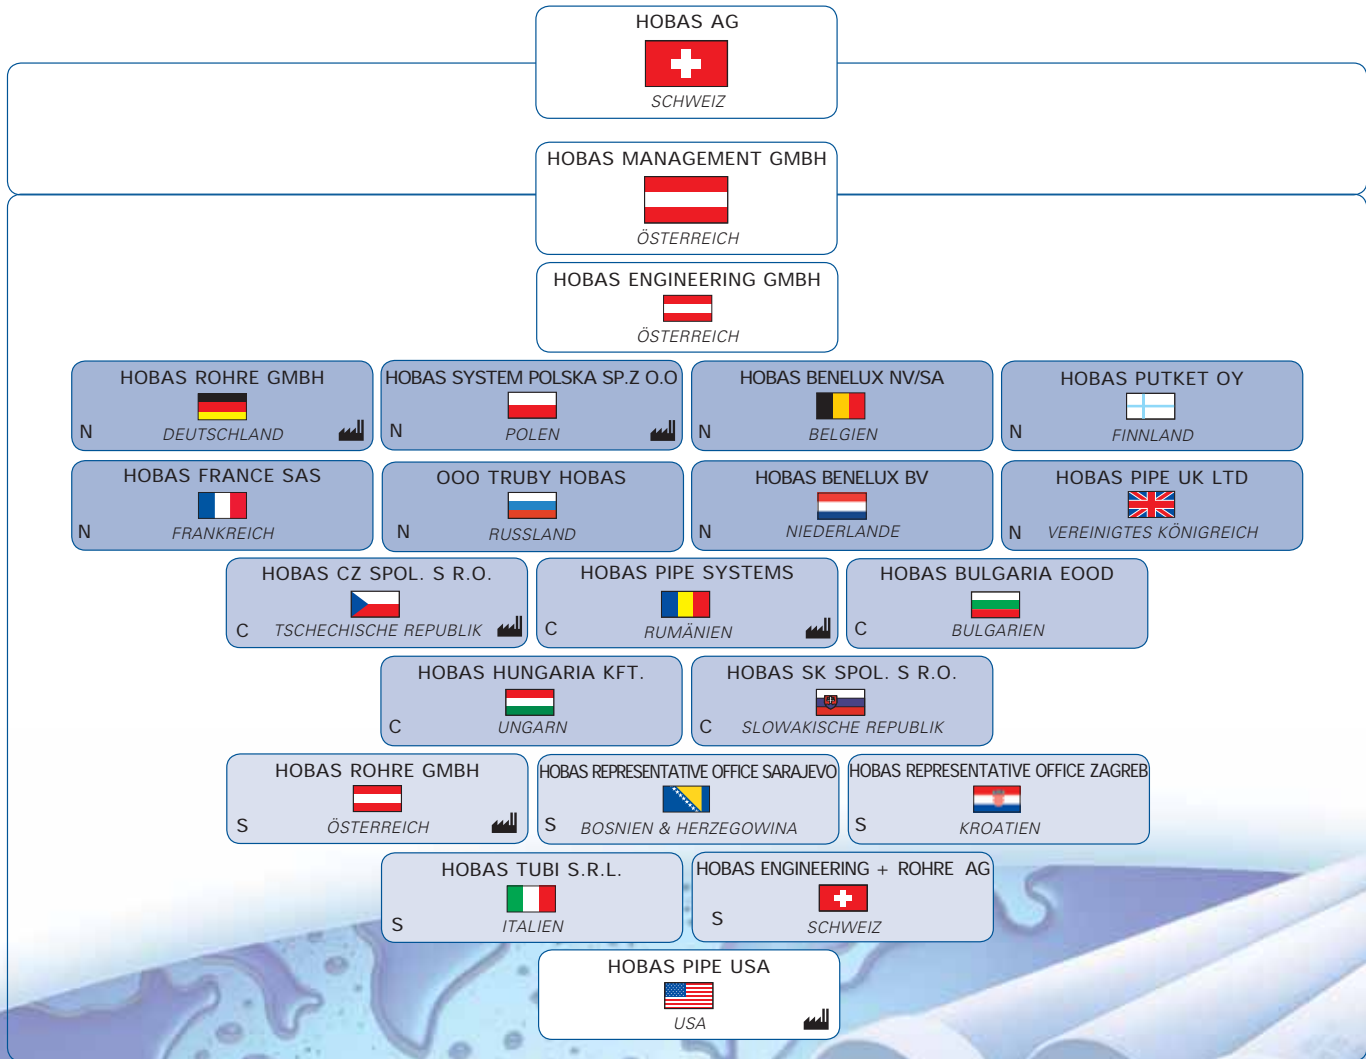 HOBAS AG
SCHWEIZ
HOBAS MANAGEMENT GMBH
ÖSTERREICH
HOBAS ENGINEERING GMBH
ÖSTERREICH
HOBAS ROHRE GMBH
N DEUTSCHLAND
HOBAS SYSTEM POLSKA SP.Z O.O
N POLEN
HOBAS BENELUX NV/SA
N BELGIEN
HOBAS PUTKET OY
N FINNLAND
HOBAS FRANCE SAS
N FRANKREICH
OOO TRUBY HOBAS
N RUSSLAND
HOBAS BENELUX BV
N NIEDERLANDE
HOBAS PIPE UK LTD
N VEREINIGTES KÖNIGREICH
HOBAS CZ SPOL. S R.O.
C TSCHECHISCHE REPUBLIK
HOBAS PIPE SYSTEMS
C RUMÄNIEN
HOBAS BULGARIA EOOD
C BULGARIEN
HOBAS HUNGARIA KFT.
C UNGARN
HOBAS SK SPOL. S R.O.
C SLOWAKISCHE REPUBLIK
HOBAS ROHRE GMBH
S ÖSTERREICH
HOBAS REPRESENTATIVE OFFICE SARAJEVO
S BOSNIEN & HERZEGOWINA
HOBAS REPRESENTATIVE OFFICE ZAGREB
S KROATIEN
HOBAS TUBI S.R.L.
S ITALIEN
HOBAS ENGINEERING + ROHRE AG
S SCHWEIZ
HOBAS PIPE USA
USA